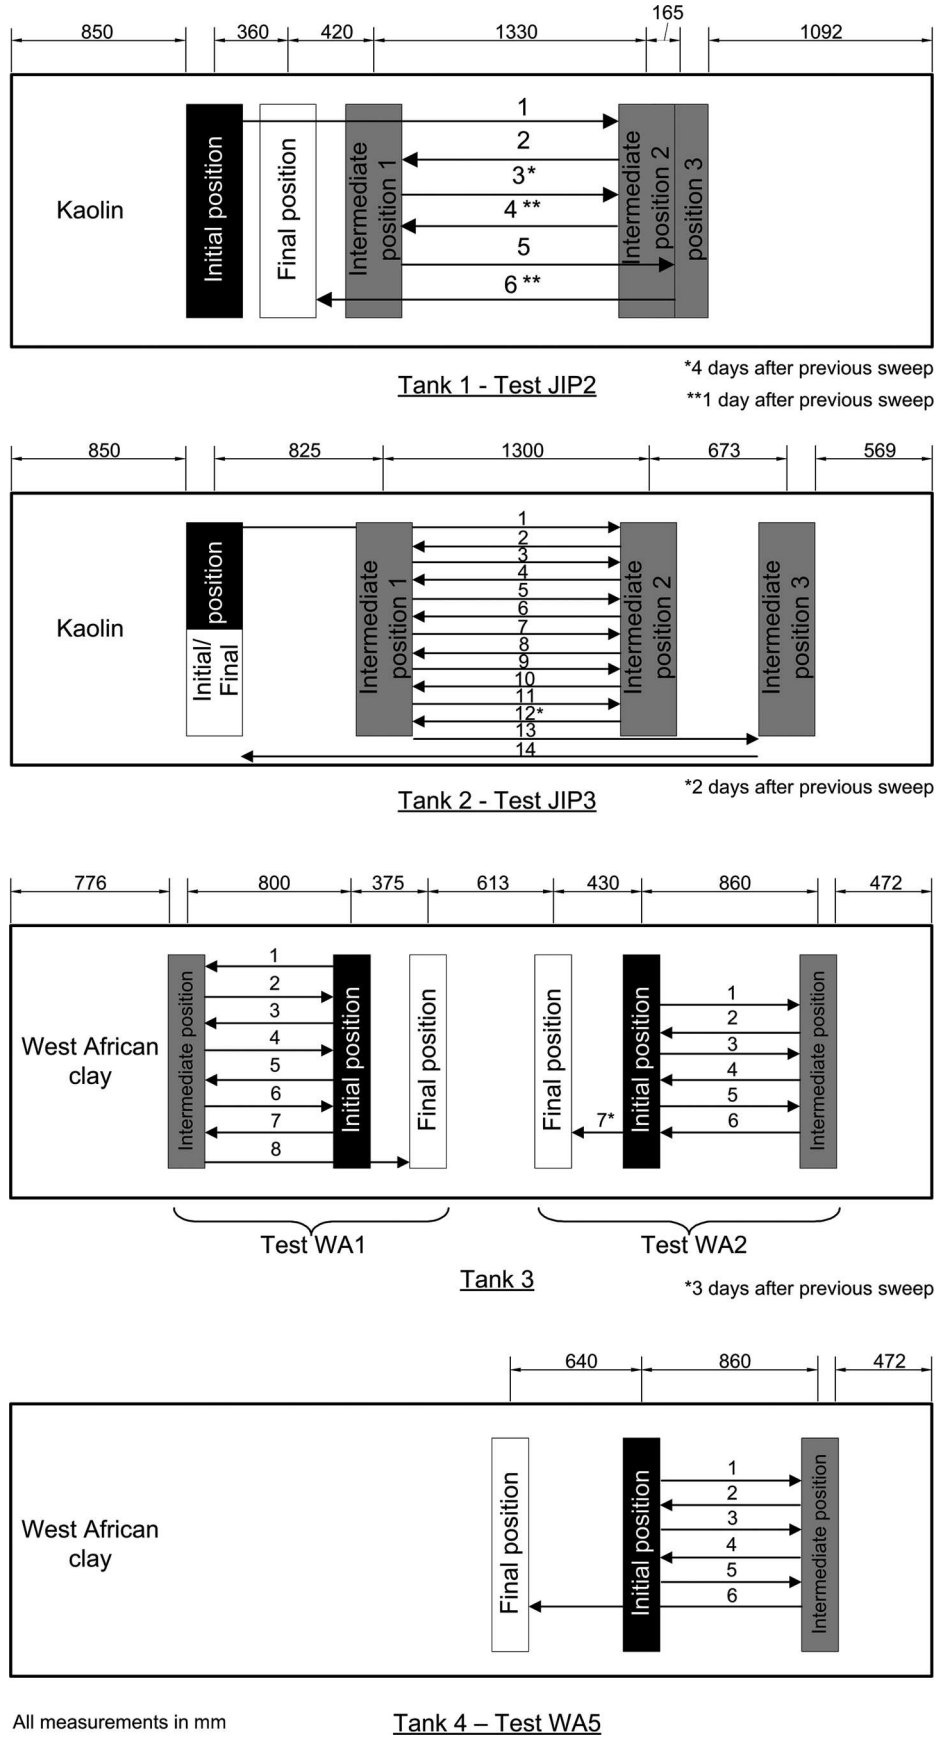 165
850
360
420
1330
1092
Kaolin
Initial position
Final position
Intermediate
position 1
Intermediate
position 2
position 3
1
2
3*
4**
5
6**
Tank 1 - Test JIP2
*4 days after previous sweep
**1 day after previous sweep
850
825
1300
673
569
Kaolin
position
Initial/
Final
Intermediate
position 1
1
2
3
4
5
6
7
8
9
10
11
12*
13
14
Intermediate
position 2
Intermediate
position 3
Tank 2 - Test JIP3
*2 days after previous sweep
776
800
375
613
430
860
472
West African
clay
Intermediate position
1
2
3
4
5
6
7
8
Initial position
Final position
Final position
7*
Initial position
1
2
3
4
5
6
Intermediate position
Test WA1
Test WA2
Tank 3
*3 days after previous sweep
640
860
472
West African
clay
Final position
Initial position
1
2
3
4
5
6
Intermediate position
All measurements in mm
Tank 4 – Test WA5